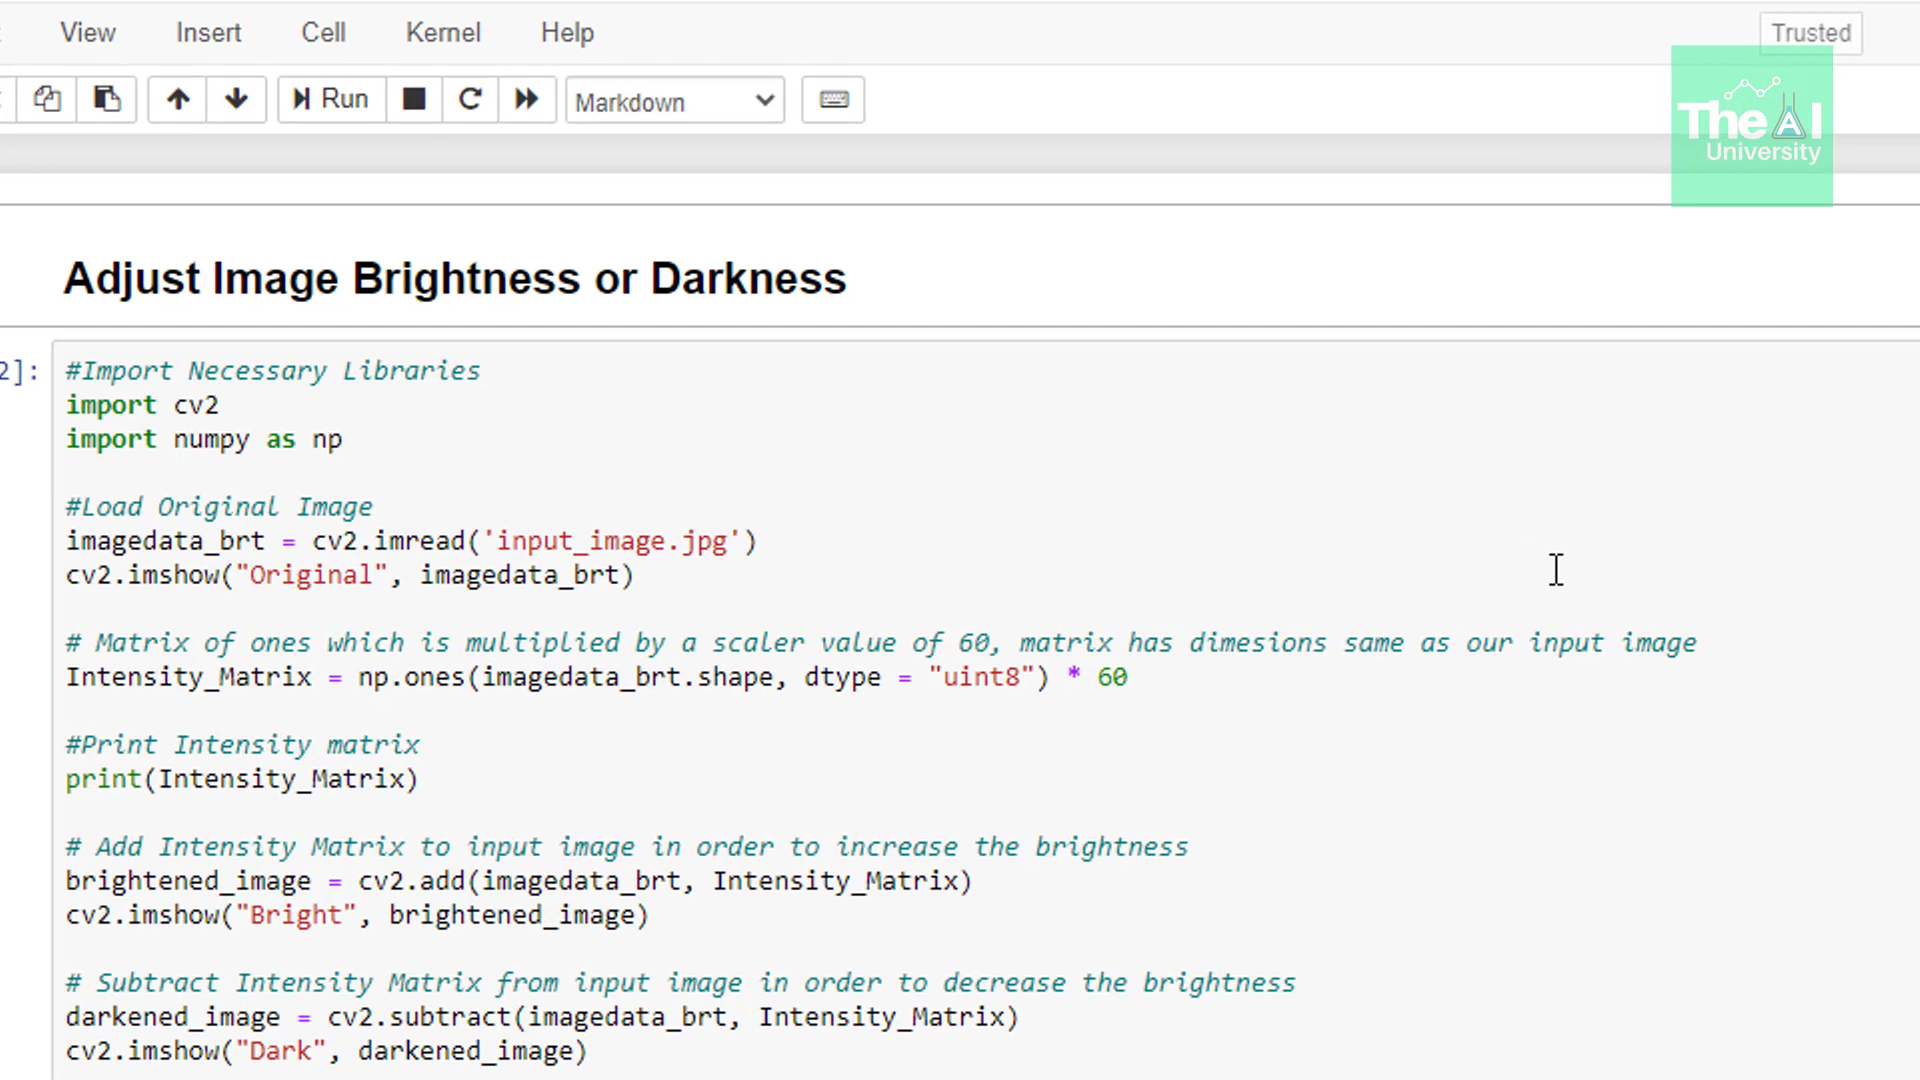 View Insert Cell Kernel Help Trusted
Run Markdown
The AI
University
Adjust Image Brightness or Darkness
2]:
#Import Necessary Libraries
import cv2
import numpy as np
#Load Original Image
imagedata_brt = cv2.imread('input_image.jpg')
cv2.imshow("Original", imagedata_brt)
# Matrix of ones which is multiplied by a scaler value of 60, matrix has dimesions same as our input image
Intensity_Matrix = np.ones(imagedata_brt.shape, dtype = "uint8") * 60
#Print Intensity matrix
print(Intensity_Matrix)
# Add Intensity Matrix to input image in order to increase the brightness
brightened_image = cv2.add(imagedata_brt, Intensity_Matrix)
cv2.imshow("Bright", brightened_image)
# Subtract Intensity Matrix from input image in order to decrease the brightness
darkened_image = cv2.subtract(imagedata_brt, Intensity_Matrix)
cv2.imshow("Dark", darkened_image)